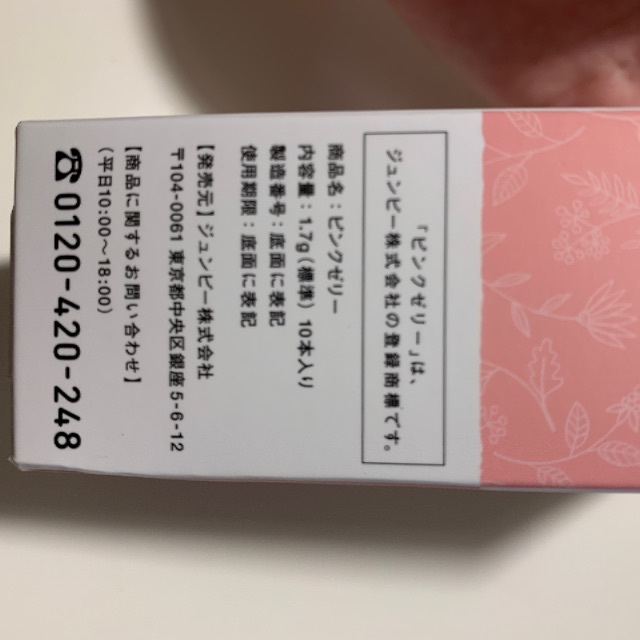 「ピンクゼリー」は、
ジュンビー株式会社の登録商標です。
商品名：ピンクゼリー
内容量：1.7g（標準）10本入り
製造番号：底面に表記
使用期限：底面に表記
【発売元】ジュンビー株式会社
〒104-0061 東京都中央区銀座5-6-12
【商品に関するお問い合わせ】
（平日10:00〜18:00）
☎0120-420-248